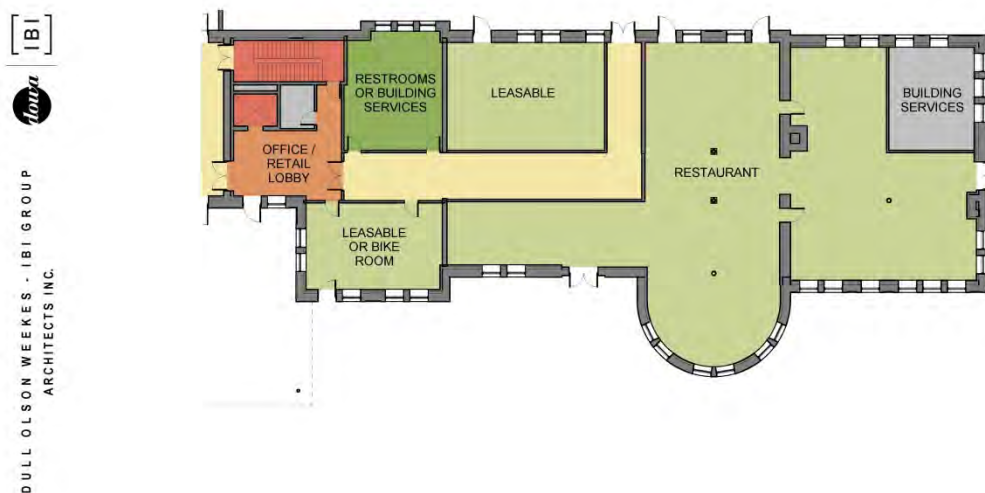 [IBI]
dowa
DULL OLSON WEEKES - IBI GROUP
ARCHITECTS INC.
RESTROOMS
OR BUILDING
SERVICES
LEASABLE
BUILDING
SERVICES
OFFICE /
RETAIL
LOBBY
RESTAURANT
LEASABLE
OR BIKE
ROOM